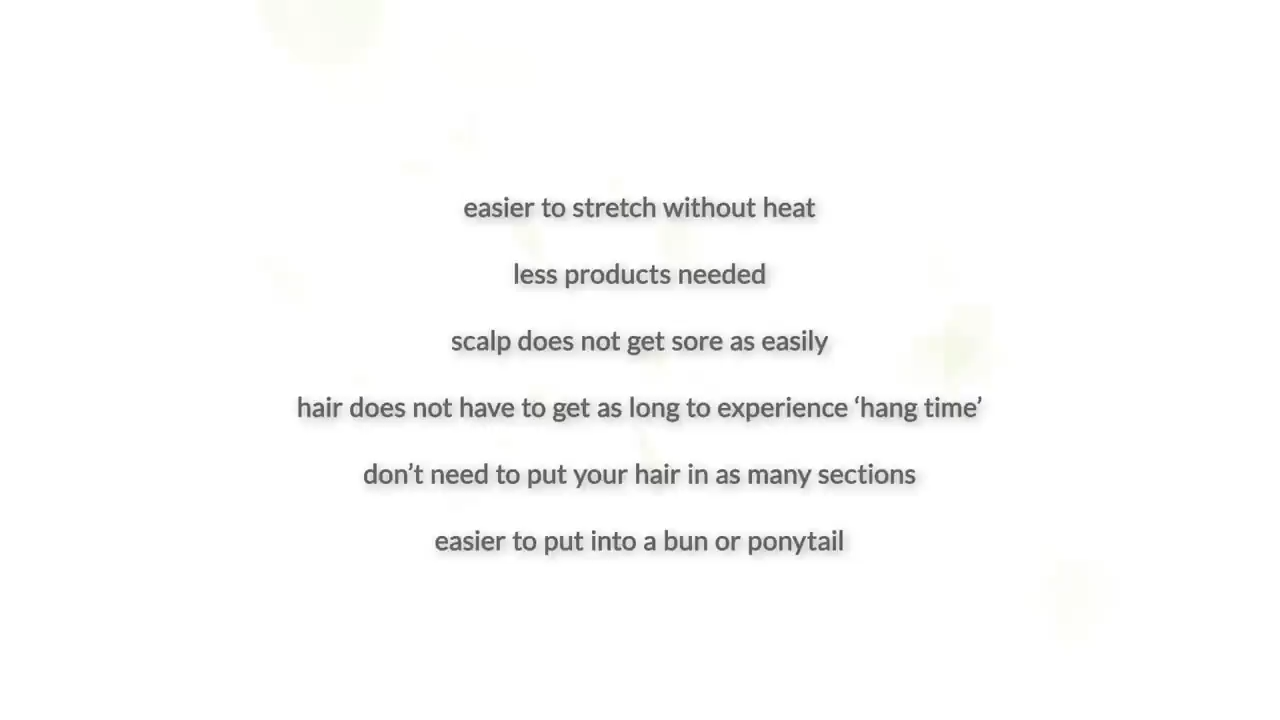 easier to stretch without heat
less products needed
scalp does not get sore as easily
hair does not have to get as long to experience ‘hang time’
don’t need to put your hair in as many sections
easier to put into a bun or ponytail